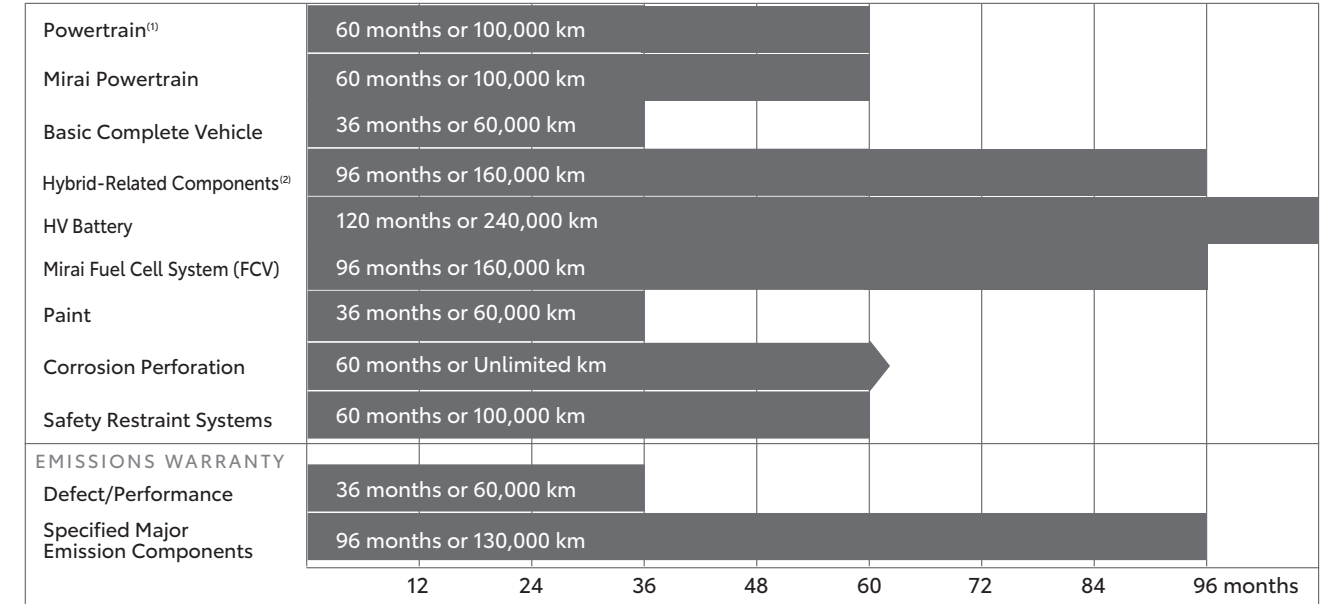 Powertrain(1) 60 months or 100,000 km
Mirai Powertrain 60 months or 100,000 km
Basic Complete Vehicle 36 months or 60,000 km
Hybrid-Related Components(2) 96 months or 160,000 km
HV Battery 120 months or 240,000 km
Mirai Fuel Cell System (FCV) 96 months or 160,000 km
Paint 36 months or 60,000 km
Corrosion Perforation 60 months or Unlimited km
Safety Restraint Systems 60 months or 100,000 km
EMISSIONS WARRANTY
Defect/Performance 36 months or 60,000 km
Specified Major
Emission Components 96 months or 130,000 km
12 24 36 48 60 72 84 96 months